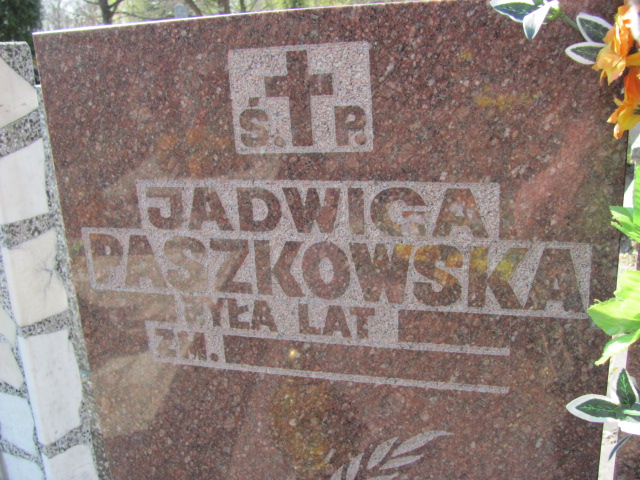 Ś. P.
JADWIGA
PASZKOWSKA
ŻYŁA LAT
ZM.